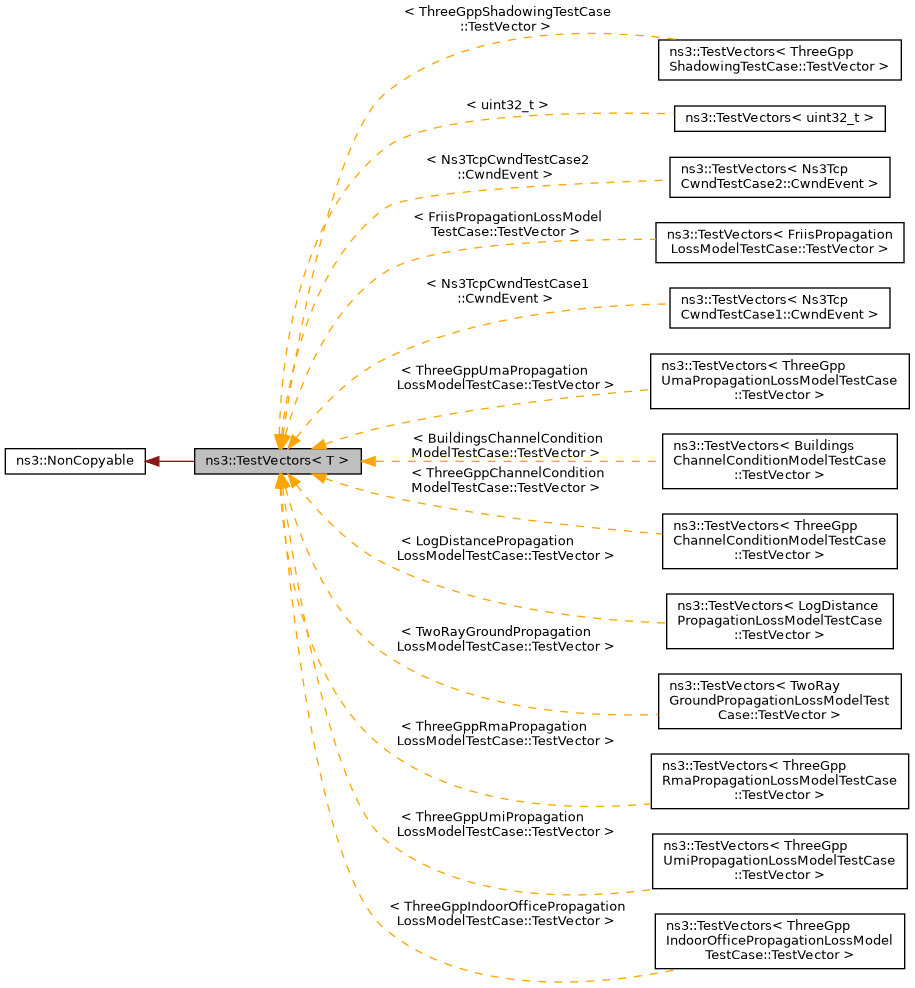 < ThreeGppShadowingTestCase
::TestVector >
ns3::TestVectors< ThreeGpp
ShadowingTestCase::TestVector >
< uint32_t >
ns3::TestVectors< uint32_t >
< Ns3TcpCwndTestCase2
::CwndEvent >
ns3::TestVectors< Ns3Tcp
CwndTestCase2::CwndEvent >
< FriisPropagationLossModel
TestCase::TestVector >
ns3::TestVectors< FriisPropagation
LossModelTestCase::TestVector >
< Ns3TcpCwndTestCase1
::CwndEvent >
ns3::TestVectors< Ns3Tcp
CwndTestCase1::CwndEvent >
< ThreeGppUmaPropagation
LossModelTestCase::TestVector >
ns3::TestVectors< ThreeGpp
UmaPropagationLossModelTestCase
::TestVector >
ns3::NonCopyable
ns3::TestVectors< T >
< BuildingsChannelCondition
ModelTestCase::TestVector >
ns3::TestVectors< Buildings
ChannelConditionModelTestCase
::TestVector >
< ThreeGppChannelCondition
ModelTestCase::TestVector >
ns3::TestVectors< ThreeGpp
ChannelConditionModelTestCase
::TestVector >
< LogDistancePropagation
LossModelTestCase::TestVector >
ns3::TestVectors< LogDistance
PropagationLossModelTestCase
::TestVector >
< TwoRayGroundPropagation
LossModelTestCase::TestVector >
ns3::TestVectors< TwoRay
GroundPropagationLossModelTest
Case::TestVector >
< ThreeGppRmaPropagation
LossModelTestCase::TestVector >
ns3::TestVectors< ThreeGpp
RmaPropagationLossModelTestCase
::TestVector >
< ThreeGppUmiPropagation
LossModelTestCase::TestVector >
ns3::TestVectors< ThreeGpp
UmiPropagationLossModelTestCase
::TestVector >
< ThreeGppIndoorOfficePropagation
LossModelTestCase::TestVector >
ns3::TestVectors< ThreeGpp
IndoorOfficePropagationLossModel
TestCase::TestVector >